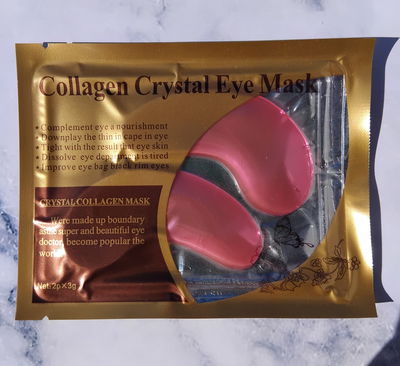 Collagen Crystal Eye Mask
• Complement eye a nourishment
• Downplay the thin in cape in eye
• Tight with the result that eye skin
• Dissolve eye department is tired
• Improve eye bag black rim eyes
CRYSTAL COLLAGEN MASK
Were made up boundary
asthe super and beautiful eye
doctor, become popular the
world
Net: 2p×3g